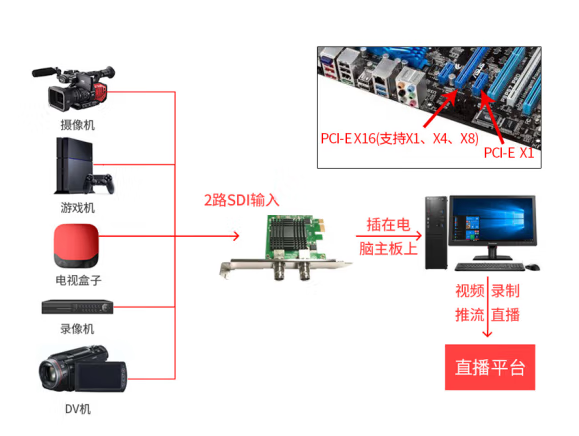 摄像机
游戏机
电视盒子
录像机
DV机
2路SDI输入
插在电
脑主板上
PCI-E X16(支持X1、X4、X8)
PCI-E X1
视频 录制
推流 直播
直播平台